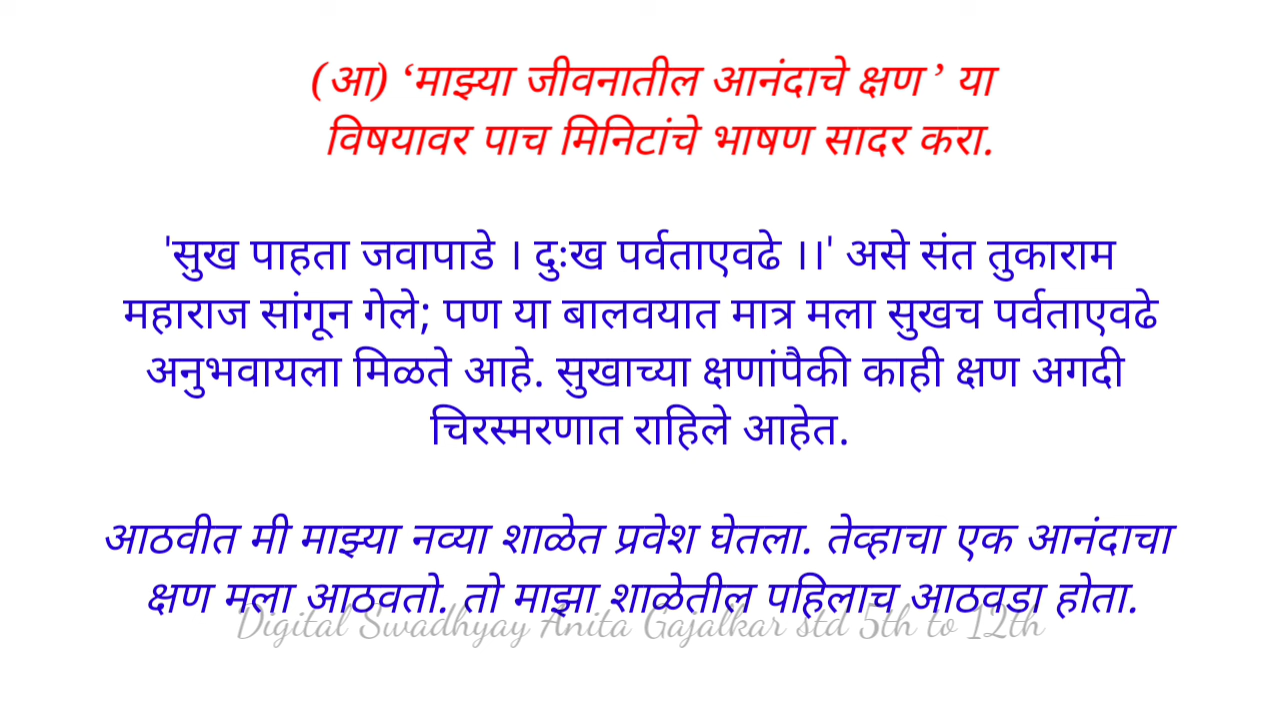 (आ) ‘माझ्या जीवनातील आनंदाचे क्षण’ या
विषयावर पाच मिनिटांचे भाषण सादर करा.
'सुख पाहता जवापाडे । दुःख पर्वताएवढे ।।' असे संत तुकाराम
महाराज सांगून गेले; पण या बालवयात मात्र मला सुखच पर्वताएवढे
अनुभवायला मिळते आहे. सुखाच्या क्षणांपैकी काही क्षण अगदी
चिरस्मरणात राहिले आहेत.
आठवीत मी माझ्या नव्या शाळेत प्रवेश घेतला. तेव्हाचा एक आनंदाचा
क्षण मला आठवतो. तो माझा शाळेतील पहिलाच आठवडा होता.
Digital Swadhyay Anita Gajalkar std 5th to 12th